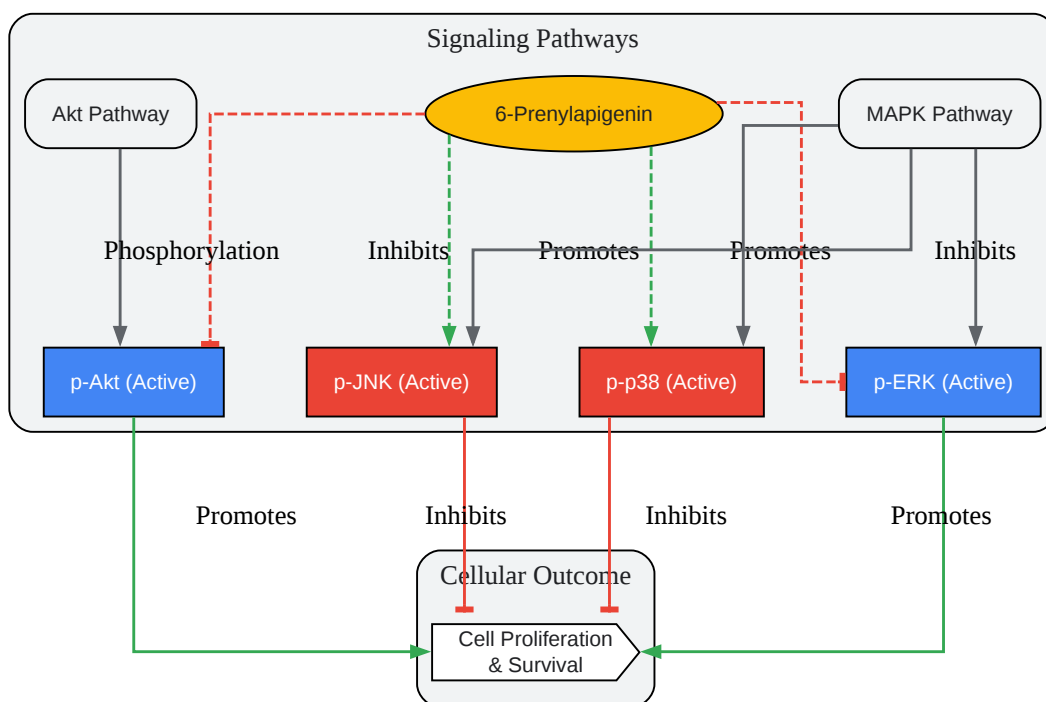 Signaling Pathways
Akt Pathway
6-Prenylapigenin
MAPK Pathway
Phosphorylation
Inhibits
Promotes
Promotes
Inhibits
p-Akt (Active)
p-JNK (Active)
p-p38 (Active)
p-ERK (Active)
Promotes
Inhibits
Inhibits
Promotes
Cellular Outcome
Cell Proliferation
& Survival